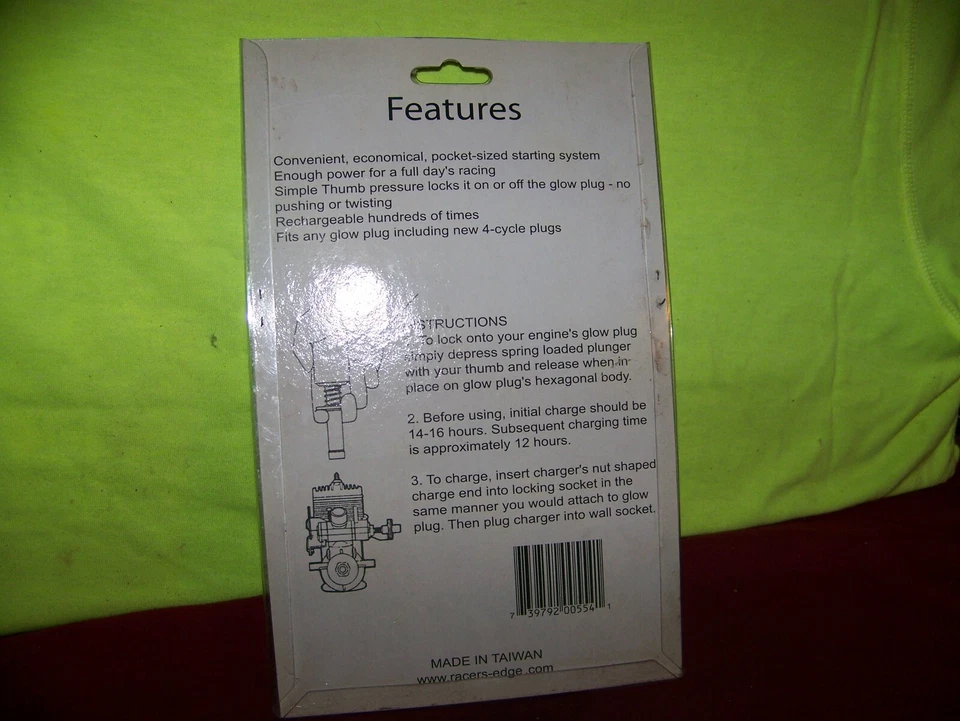 Features
Convenient, economical, pocket-sized starting system
Enough power for a full day's racing
Simple Thumb pressure locks it on or off the glow plug - no
pushing or twisting
Rechargeable hundreds of times
Fits any glow plug including new 4-cycle plugs
STRUCTIONS
To lock onto your engine's glow plug
simply depress spring loaded plunger
with your thumb and release when in
place on glow plug's hexagonal body.
2. Before using, initial charge should be
14-16 hours. Subsequent charging time
is approximately 12 hours.
3. To charge, insert charger's nut shaped
charge end into locking socket in the
same manner you would attach to glow
plug. Then plug charger into wall socket.
7 39792 00554 1
MADE IN TAIWAN
www.racers-edge .com